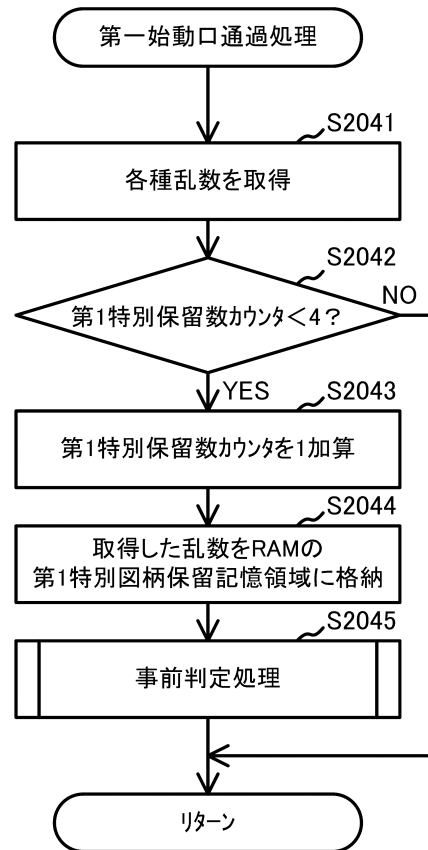 第一始動口通過処理
S2041
各種乱数を取得
S2042
第1特別保留数カウンタ<4?
NO
YES
S2043
第1特別保留数カウンタを1加算
S2044
取得した乱数をRAMの
第1特別図柄保留記憶領域に格納
S2045
事前判定処理
リターン